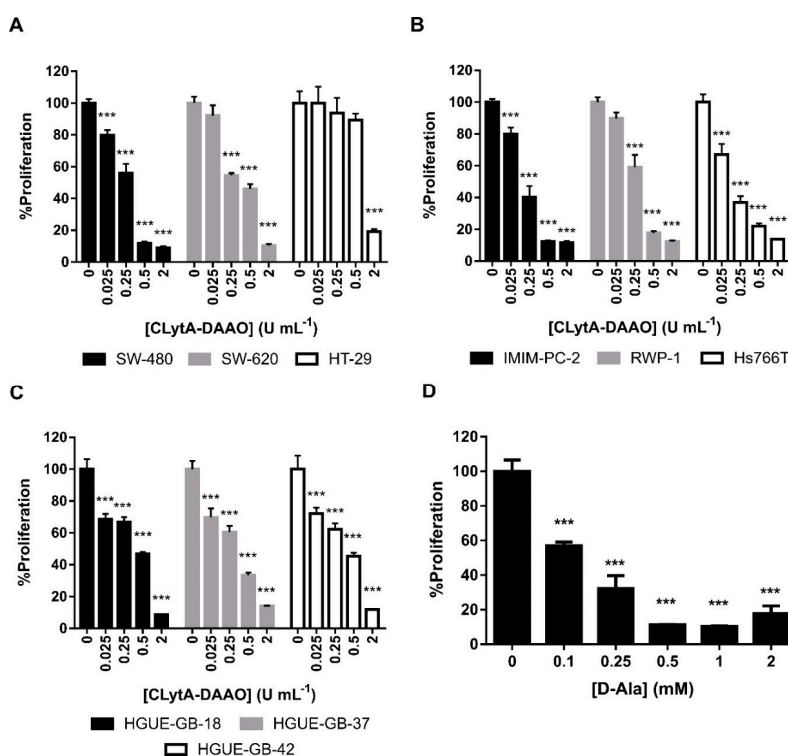 A
%Proliferation
120
100
80
60
40
20
0
*** *** *** ***
*** *** ***
***
0 0.025 0.25 0.5 2
0 0.025 0.25 0.5 2
0 0.025 0.25 0.5 2
[CLytA-DAAO] (U mL⁻¹)
SW-480 SW-620 HT-29
B
%Proliferation
120
100
80
60
40
20
0
*** *** *** ***
*** *** ***
*** *** *** ***
0 0.025 0.25 0.5 2
0 0.025 0.25 0.5 2
0 0.025 0.25 0.5 2
[CLytA-DAAO] (U mL⁻¹)
IMIM-PC-2 RWP-1 Hs766T
C
%Proliferation
120
100
80
60
40
20
0
*** *** *** ***
*** *** *** ***
*** *** *** ***
0 0.025 0.25 0.5 2
0 0.025 0.25 0.5 2
0 0.025 0.25 0.5 2
[CLytA-DAAO] (U mL⁻¹)
HGUE-GB-18 HGUE-GB-37
HGUE-GB-42
D
%Proliferation
120
100
80
60
40
20
0
*** *** *** *** ***
0 0.1 0.25 0.5 1 2
[D-Ala] (mM)